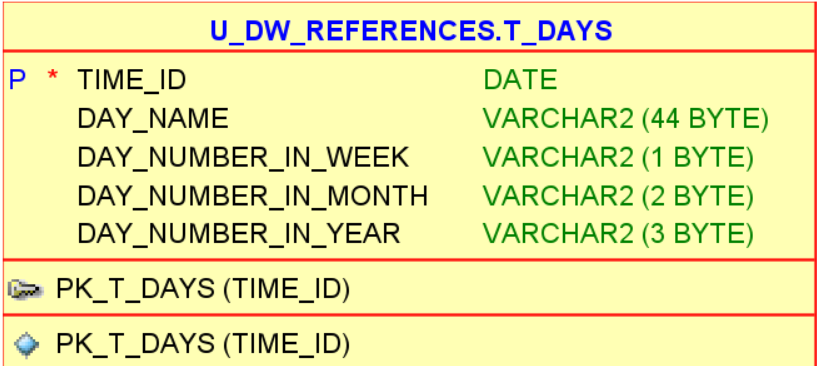 U_DW_REFERENCES.T_DAYS
P * TIME_ID DATE
DAY_NAME VARCHAR2 (44 BYTE)
DAY_NUMBER_IN_WEEK VARCHAR2 (1 BYTE)
DAY_NUMBER_IN_MONTH VARCHAR2 (2 BYTE)
DAY_NUMBER_IN_YEAR VARCHAR2 (3 BYTE)
PK_T_DAYS (TIME_ID)
PK_T_DAYS (TIME_ID)